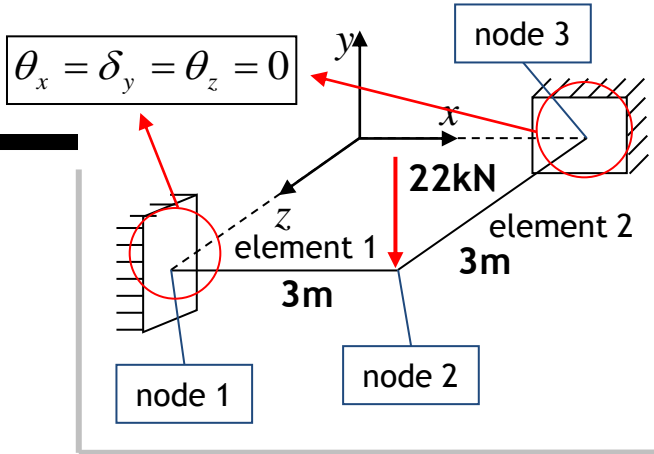 node 3
y
θx = δy = θz = 0
x
22kN
z
element 1
element 2
3m
3m
node 1
node 2